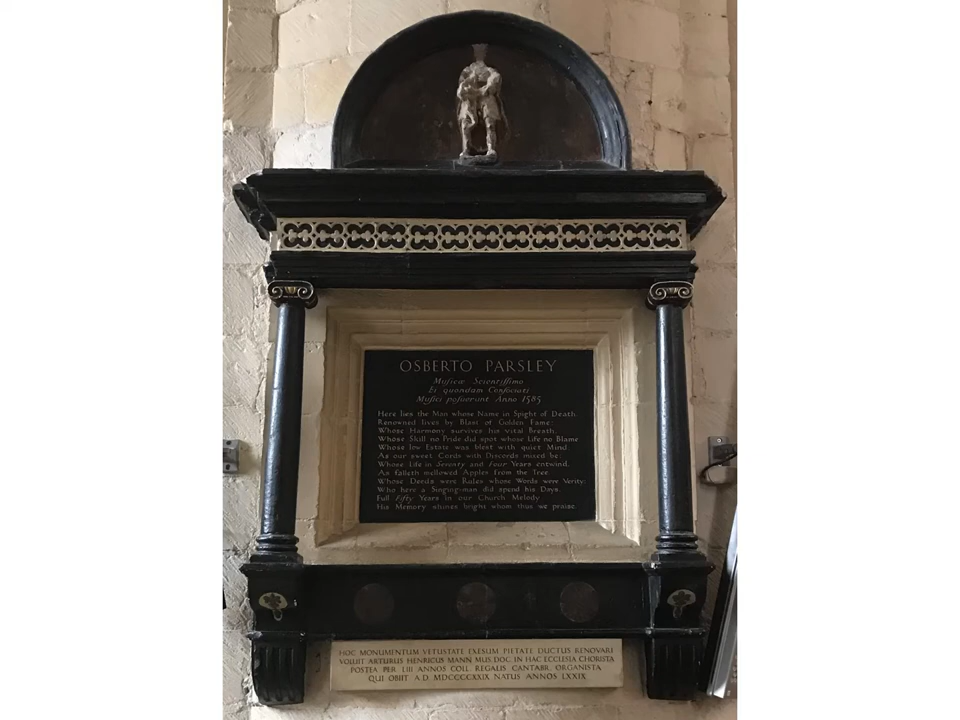 OSBERTO PARSLEY
Musicæ Scientissimo
Ei quondam Consociati
Musici posuerunt Anno 1585
Here lies the Man whose Name in Spight of Death,
Renowned lives by Blast of Golden Fame:
Whose Harmony survives his vital Breath,
Whose Skill no Pride did spot whose Life no Blame
Whose low Estate was blest with quiet Mind:
As our sweet Cords with Discords mixed be:
Whose Life in Seventy and Four Years entwin'd,
As falleth mellowed Apples from the Tree.
Whose Deeds were Rules whose Words were Verity:
Who here a Singing-man did spend his Days.
Full Fifty Years in our Church Melody
His Memory shines bright whom thus we praise.
HOC MONUMENTUM VETUSTATE EXESUM PIETATE DUCTUS RENOVARI
VOLUIT ARTURUS HENRICUS MANN MUS. DOC. IN HAC ECCLESIA CHORISTA
POSTEA PER LIII ANNOS COLL. REGALIS CANTABR. ORGANISTA
QUI OBIIT A.D. MDCCCCXXIX NATUS ANNOS LXXIX